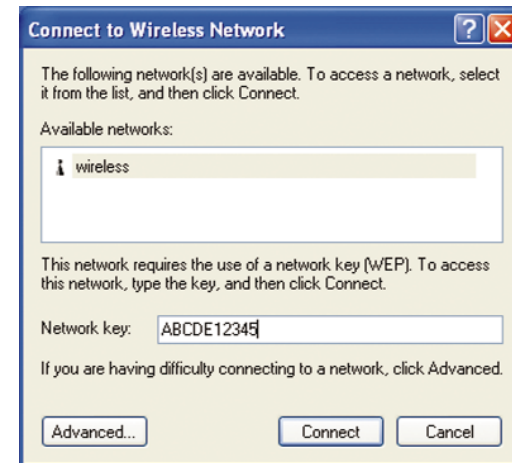 Connect to Wireless Network
The following network(s) are available. To access a network, select
it from the list, and then click Connect.
Available networks:
wireless
This network requires the use of a network key (WEP). To access
this network, type the key, and then click Connect.
Network key: ABCDE12345
If you are having difficulty connecting to a network, click Advanced.
Advanced... Connect Cancel